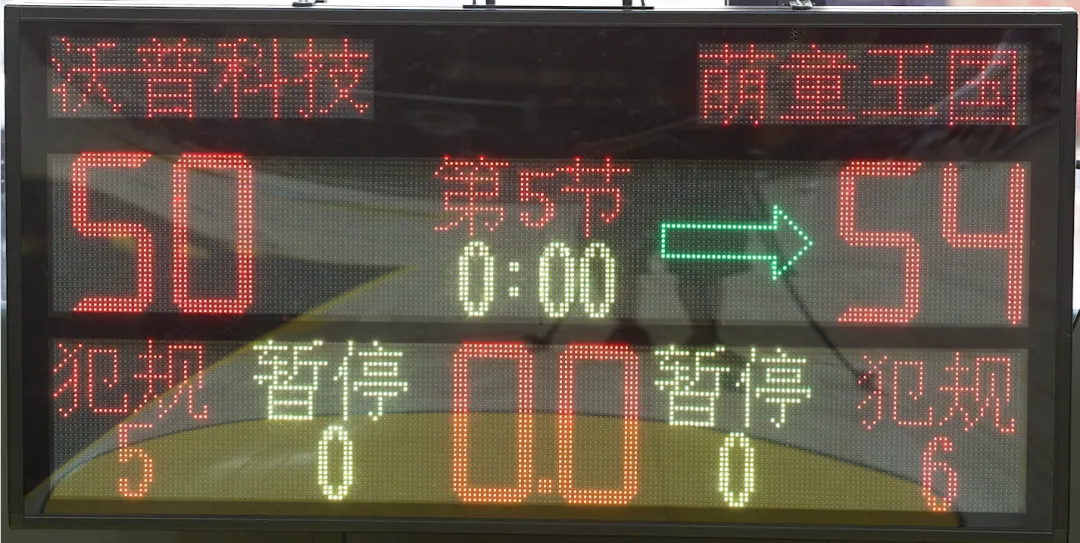 沃普科技 萌童王国
50 第5节 54
0:00
犯规 暂停 0.0 暂停 犯规
5 0 0 6